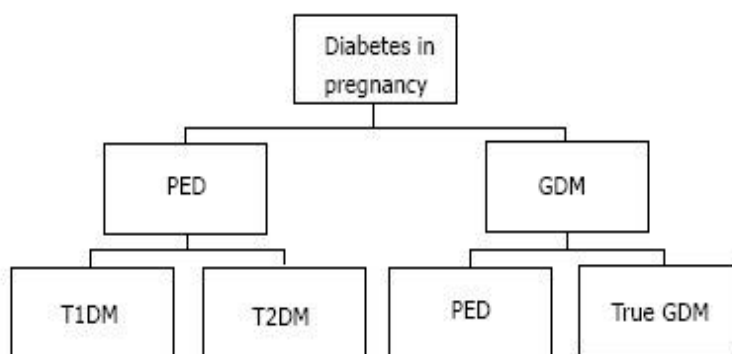 Diabetes in
pregnancy
PED
GDM
T1DM
T2DM
PED
True GDM